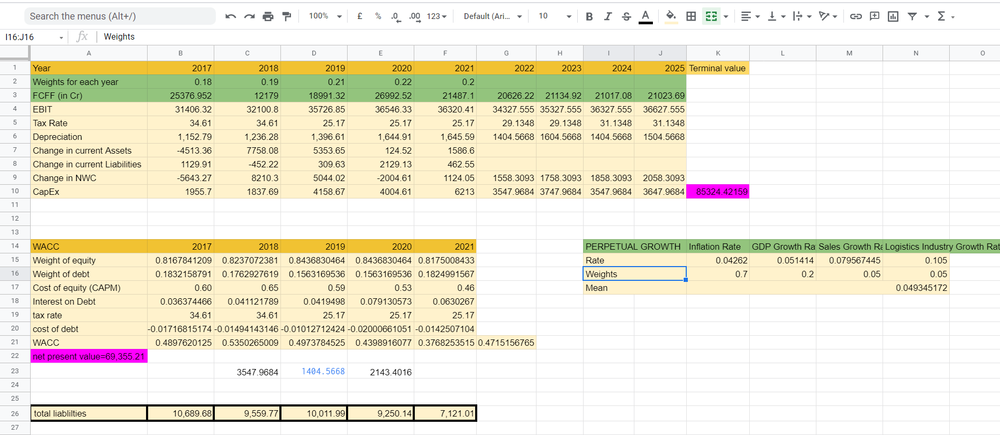 Search the menus (Alt+/) 100% £ % .0 .00 123 Default (Ari... 10 B I S A
I16:J16 fx Weights
A B C D E F G H I J K L M N O
1 Year 2017 2018 2019 2020 2021 2022 2023 2024 2025 Terminal value
2 Weights for each year 0.18 0.19 0.21 0.22 0.2
3 FCFF (in Cr) 25376.952 12179 18991.32 26992.52 21487.1 20626.22 21134.92 21017.08 21023.69
4 EBIT 31406.32 32100.8 35726.85 36546.33 36320.41 34327.555 35327.555 36327.555 36627.555
5 Tax Rate 34.61 34.61 25.17 25.17 25.17 29.1348 29.1348 31.1348 31.1348
6 Depreciation 1,152.79 1,236.28 1,396.61 1,644.91 1,645.59 1404.5668 1604.5668 1404.5668 1504.5668
7 Change in current Assets -4513.36 7758.08 5353.65 124.52 1586.6
8 Change in current Liabilities 1129.91 -452.22 309.63 2129.13 462.55
9 Change in NWC -5643.27 8210.3 5044.02 -2004.61 1124.05 1558.3093 1758.3093 1858.3093 2058.3093
10 CapEx 1955.7 1837.69 4158.67 4004.61 6213 3547.9684 3747.9684 3547.9684 3647.9684 85324.42159
11
12
13
14 WACC 2017 2018 2019 2020 2021 PERPETUAL GROWTH Inflation Rate GDP Growth Ra Sales Growth Ra Logistics Industry Growth Rat
15 Weight of equity 0.8167841209 0.8237072381 0.8436830464 0.8436830464 0.8175008433 Rate 0.04262 0.051414 0.079567445 0.105
16 Weight of debt 0.1832158791 0.1762927619 0.1563169536 0.1563169536 0.1824991567 Weights 0.7 0.2 0.05 0.05
17 Cost of equity (CAPM) 0.60 0.65 0.59 0.53 0.46 Mean 0.049345172
18 Interest on Debt 0.036374466 0.041121789 0.0419498 0.079130573 0.0630267
19 tax rate 34.61 34.61 25.17 25.17 25.17
20 cost of debt -0.01716815174 -0.01494143146 -0.01012712424 -0.02000661051 -0.0142507104
21 WACC 0.4897620125 0.5350265009 0.4973784525 0.4398916077 0.3768253515 0.4715156765
22 net present value=69,355.21
23 3547.9684 1404.5668 2143.4016
24
25
26 total liablilties 10,689.68 9,559.77 10,011.99 9,250.14 7,121.01
27